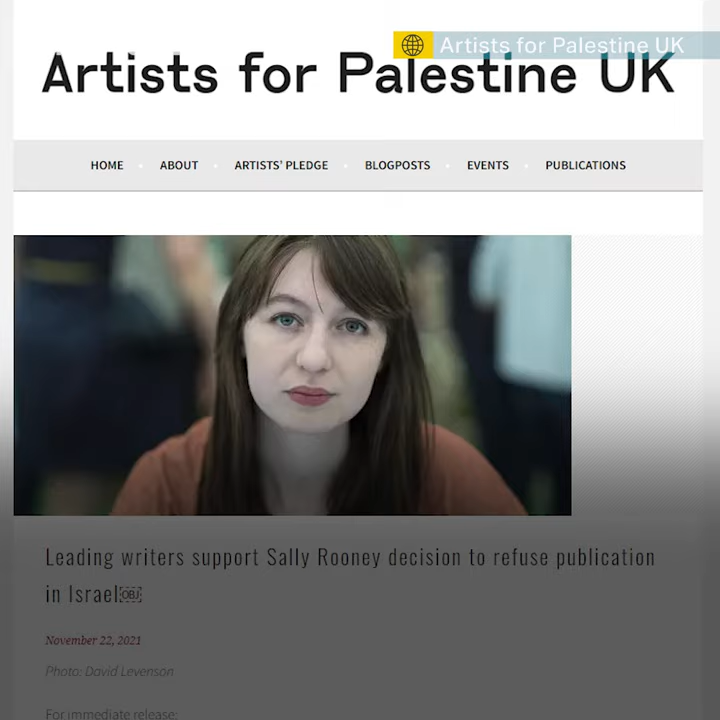 Artists for Palestine UK
Artists for Palestine UK
HOME ABOUT ARTISTS' PLEDGE BLOGPOSTS EVENTS PUBLICATIONS
Leading writers support Sally Rooney decision to refuse publication
in Israel
November 22, 2021
Photo: David Levenson
For immediate release: